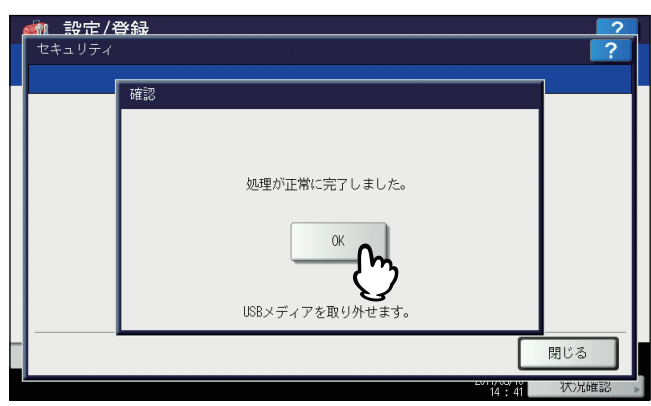 設定/登録
?
セキュリティ
?
確認
処理が正常に完了しました。
OK
USBメディアを取り外せます。
閉じる
14:41
状況確認